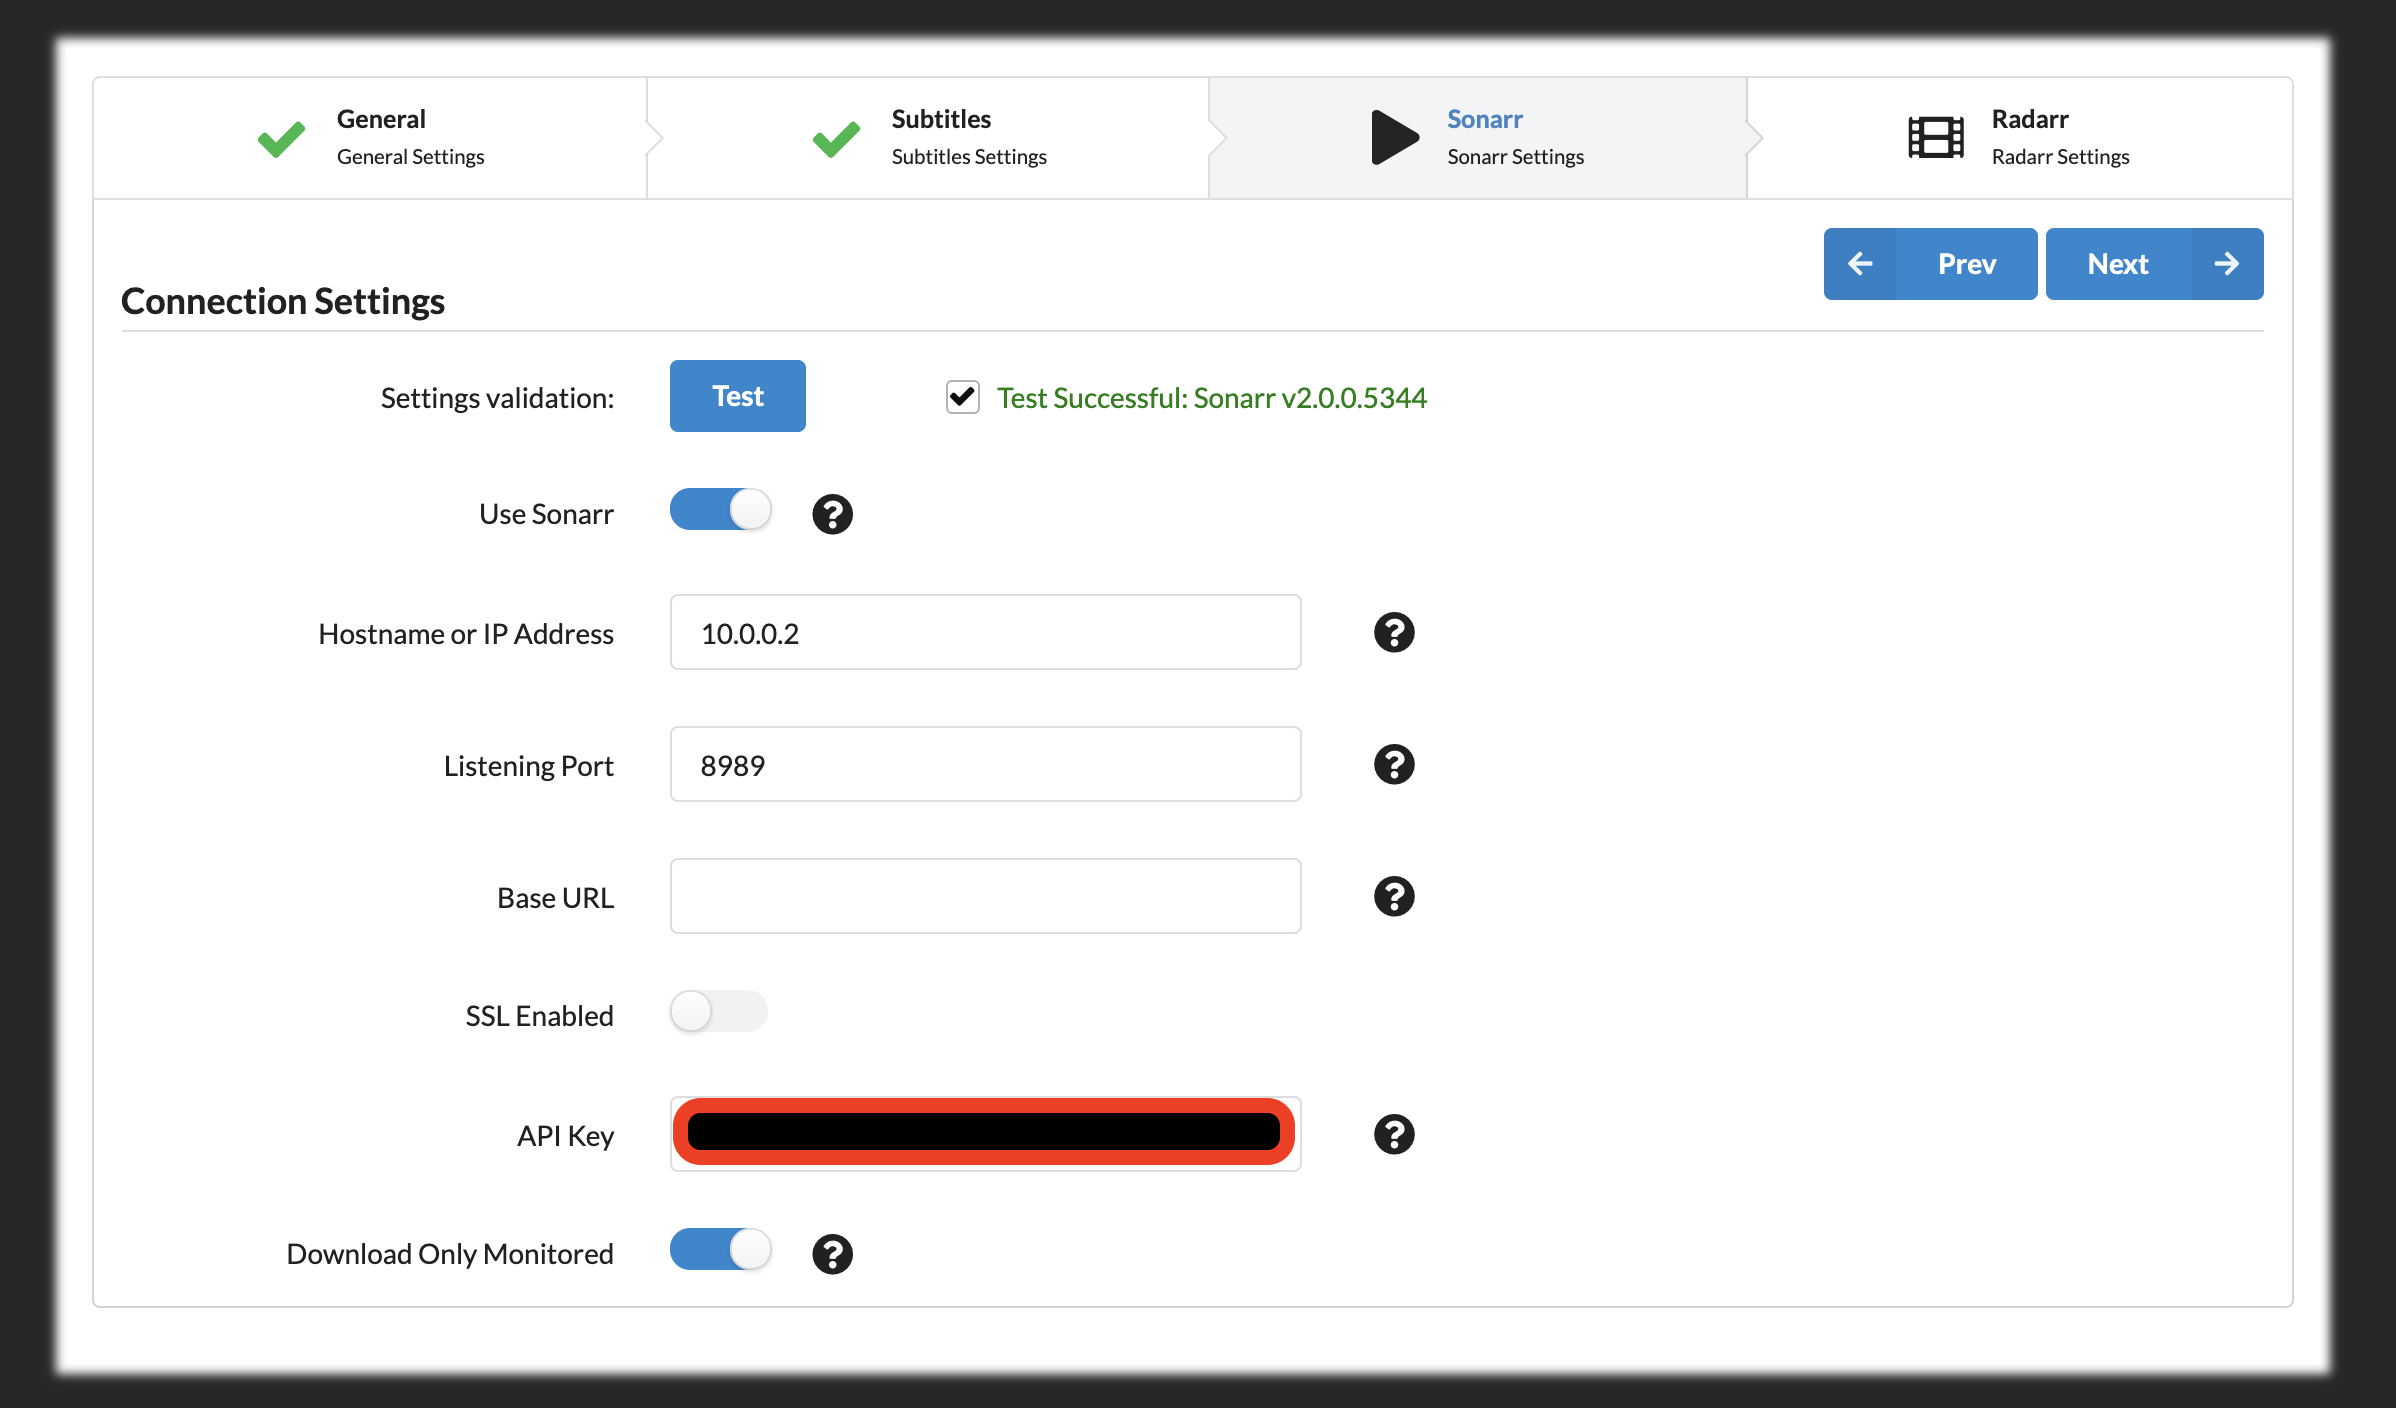 General
General Settings
Subtitles
Subtitles Settings
Sonarr
Sonarr Settings
Radarr
Radarr Settings
Prev
Next
Connection Settings
Settings validation:
Test
Test Successful: Sonarr v2.0.0.5344
Use Sonarr
Hostname or IP Address
10.0.0.2
Listening Port
8989
Base URL
SSL Enabled
API Key
Download Only Monitored